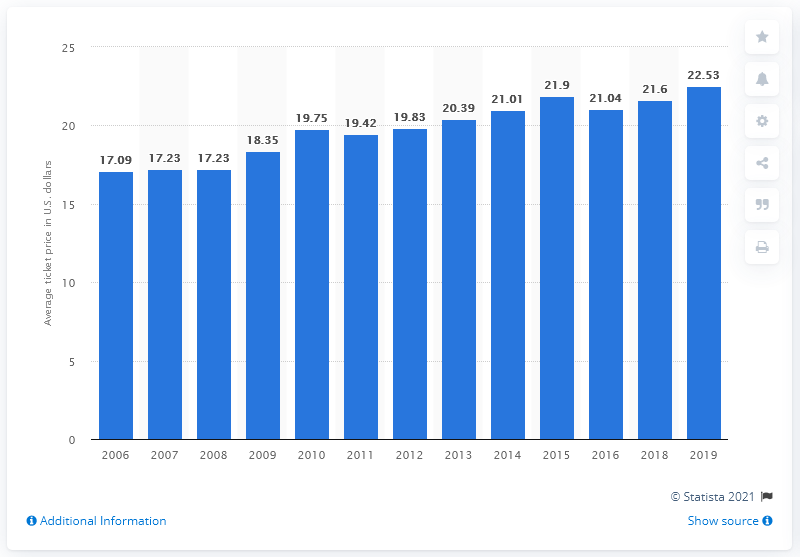 25
20
15
10
5
0
Average ticket price in U.S. dollars
17.09 17.23 17.23 18.35 19.75 19.42 19.83 20.39 21.01 21.9 21.04 21.6 22.53
2006 2007 2008 2009 2010 2011 2012 2013 2014 2015 2016 2018 2019
© Statista 2021
Additional Information Show source